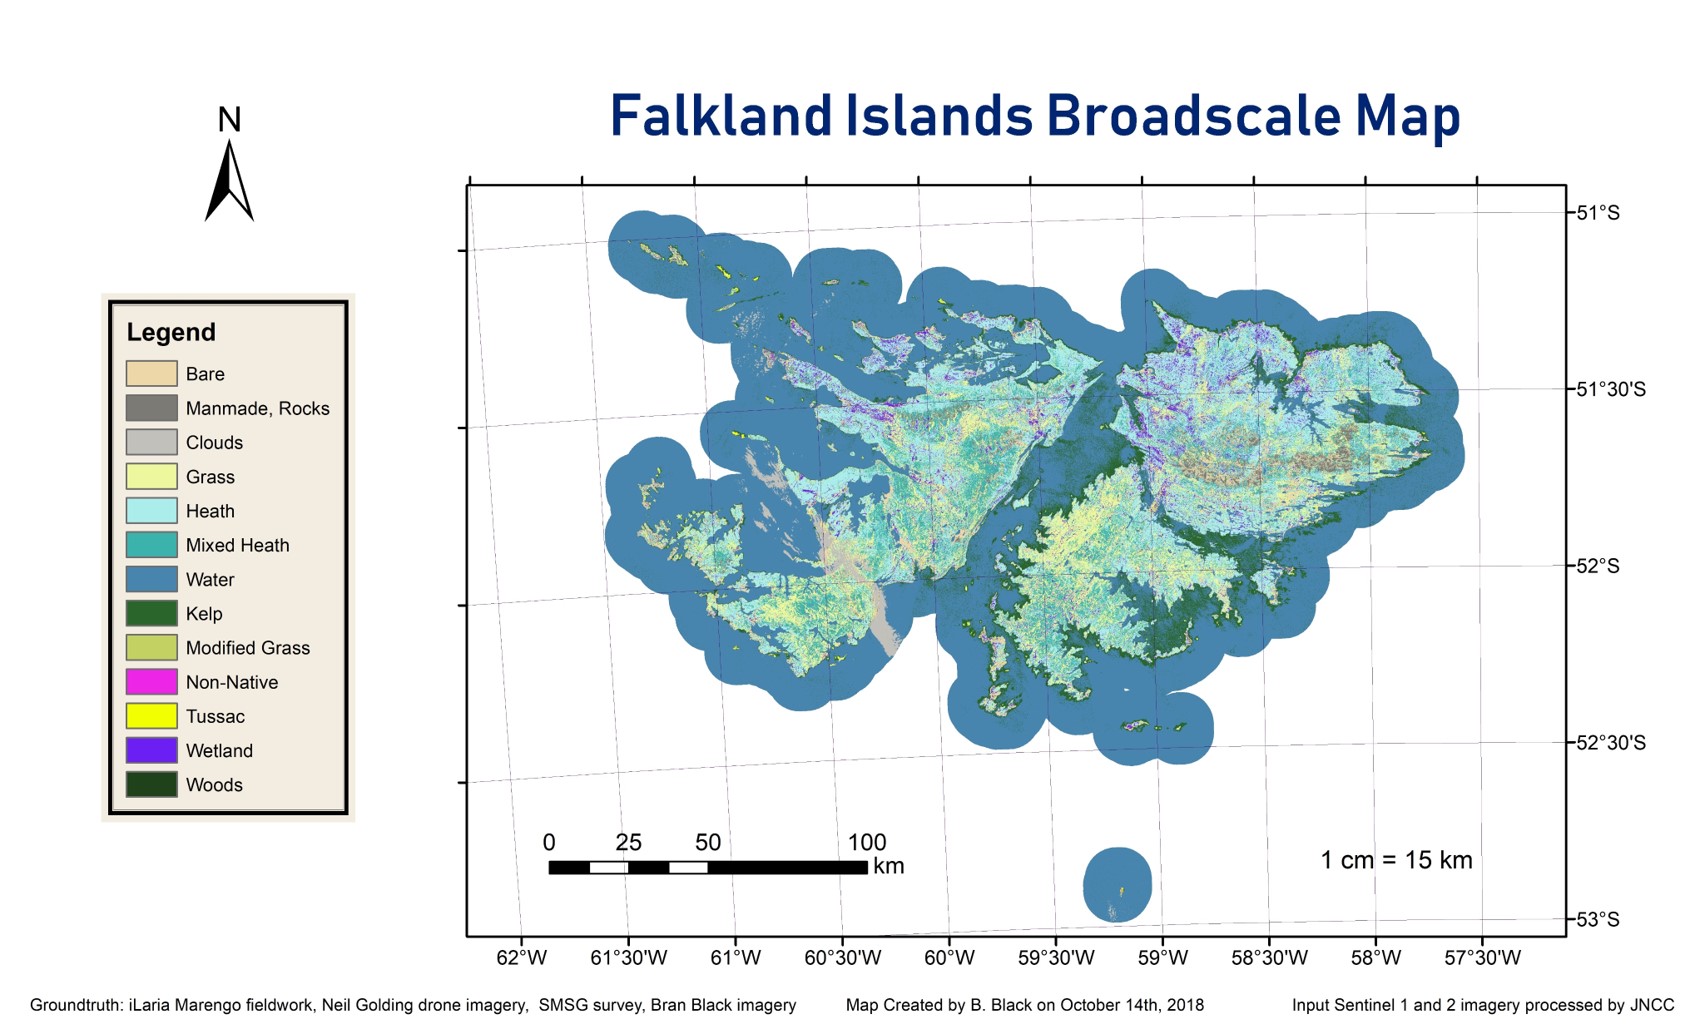 Falkland Islands Broadscale Map
N
Legend
Bare
Manmade, Rocks
Clouds
Grass
Heath
Mixed Heath
Water
Kelp
Modified Grass
Non-Native
Tussac
Wetland
Woods
51°S
51°30'S
52°S
52°30'S
53°S
0 25 50 100
km
1 cm = 15 km
62°W 61°30'W 61°W 60°30'W 60°W 59°30'W 59°W 58°30'W 58°W 57°30'W
Groundtruth: iLaria Marengo fieldwork, Neil Golding drone imagery, SMSG survey, Bran Black imagery Map Created by B. Black on October 14th, 2018 Input Sentinel 1 and 2 imagery processed by JNCC